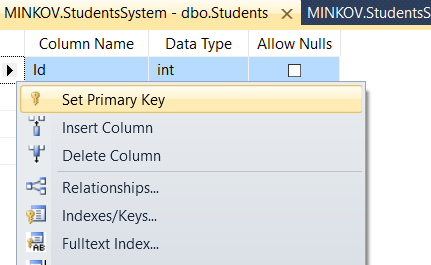 MINKOV.StudentsSystem - dbo.Students MINKOV.StudentsS
Column Name Data Type Allow Nulls
Id int
Set Primary Key
Insert Column
Delete Column
Relationships...
Indexes/Keys...
Fulltext Index...